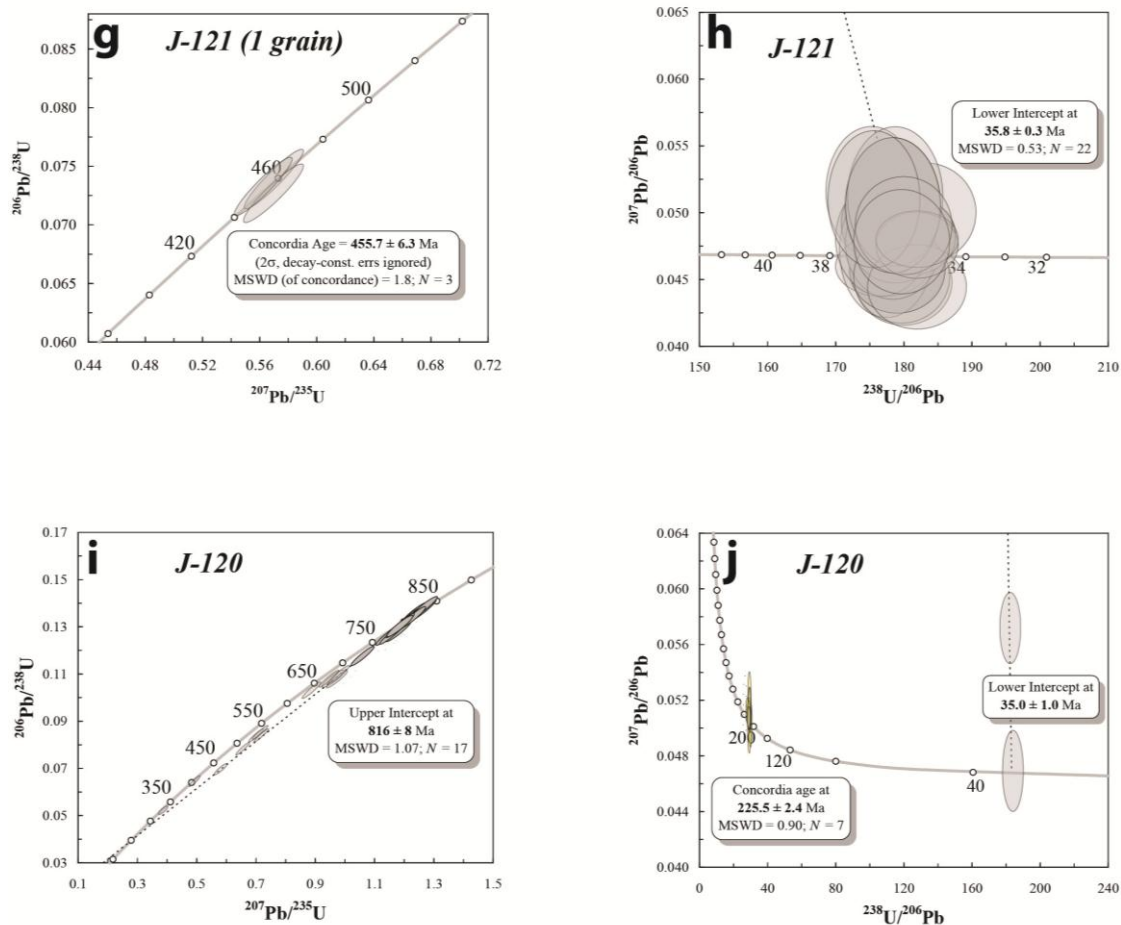 g
J-121 (1 grain)
0.085
0.080
0.075
0.070
0.065
0.060
206Pb/238U
500
460
420
Concordia Age = 455.7 ± 6.3 Ma
(2σ, decay-const. errs ignored)
MSWD (of concordance) = 1.8; N = 3
0.44 0.48 0.52 0.56 0.60 0.64 0.68 0.72
207Pb/235U
h
J-121
0.065
0.060
0.055
0.050
0.045
0.040
207Pb/206Pb
Lower Intercept at
35.8 ± 0.3 Ma
MSWD = 0.53; N = 22
40 38 34 32
150 160 170 180 190 200 210
238U/206Pb
i
J-120
0.17
0.15
0.13
0.11
0.09
0.07
0.05
0.03
206Pb/238U
850
750
650
550
450
350
Upper Intercept at
816 ± 8 Ma
MSWD = 1.07; N = 17
0.1 0.3 0.5 0.7 0.9 1.1 1.3 1.5
207Pb/235U
j
J-120
0.064
0.060
0.056
0.052
0.048
0.044
0.040
207Pb/206Pb
Lower Intercept at
35.0 ± 1.0 Ma
20
120
40
Concordia age at
225.5 ± 2.4 Ma
MSWD = 0.90; N = 7
0 40 80 120 160 200 240
238U/206Pb